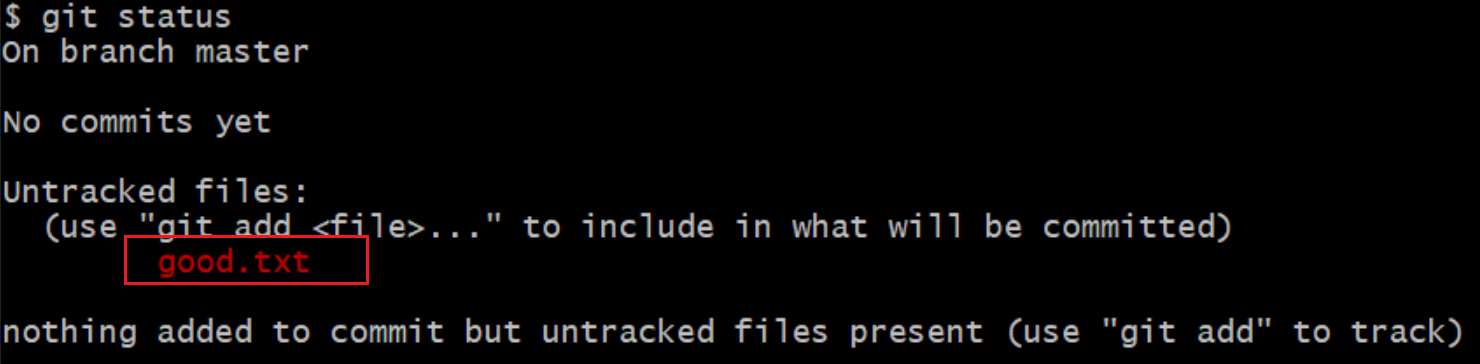 $ git status
On branch master
No commits yet
Untracked files:
(use "git add <file>..." to include in what will be committed)
good.txt
nothing added to commit but untracked files present (use "git add" to track)